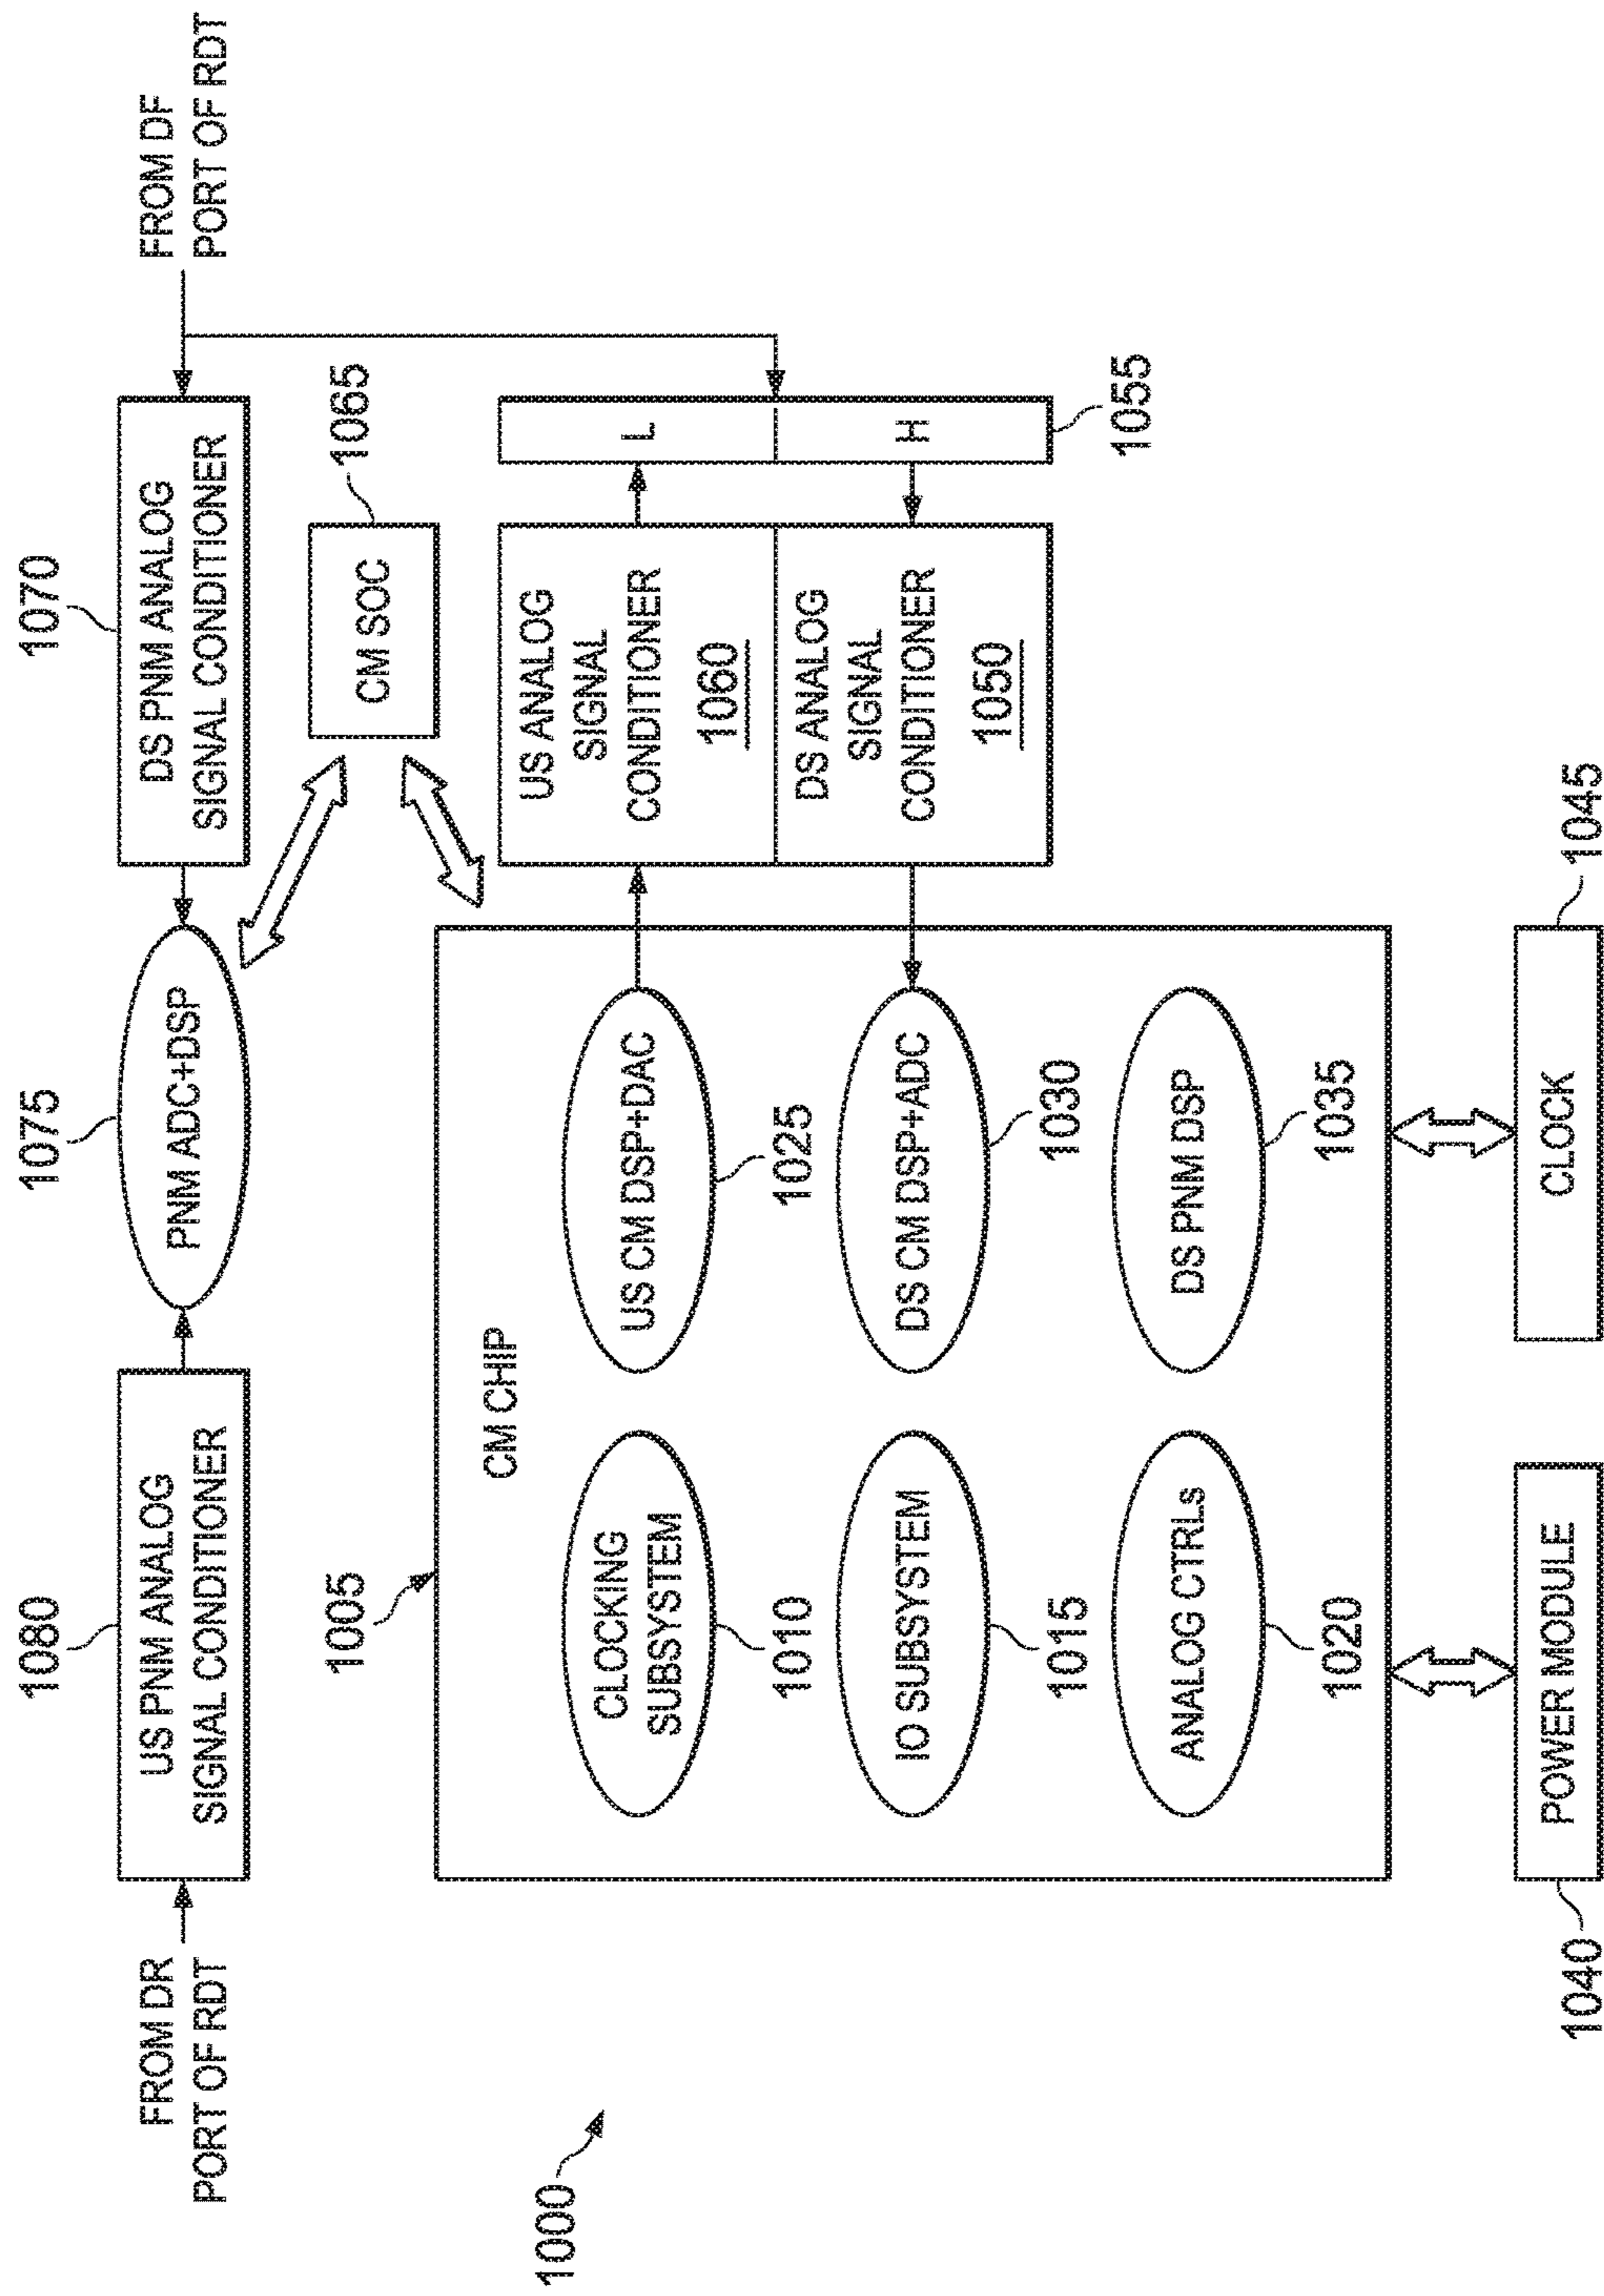 FROM DR
PORT OF RDT
1080
US PNM ANALOG
SIGNAL CONDITIONER
1075
PNM ADC+DSP
1070
DS PNM ANALOG
SIGNAL CONDITIONER
FROM DF
PORT OF RDT
1065
CM SOC
1005
CM CHIP
CLOCKING
SUBSYSTEM
1010
US CM DSP+DAC
1025
IO SUBSYSTEM
1015
DS CM DSP+ADC
1030
ANALOG CTRLs
1020
DS PNM DSP
1035
US ANALOG
SIGNAL
CONDITIONER
1060
DS ANALOG
SIGNAL
CONDITIONER
1050
L
H
1055
1000
1040
POWER MODULE
CLOCK
1045